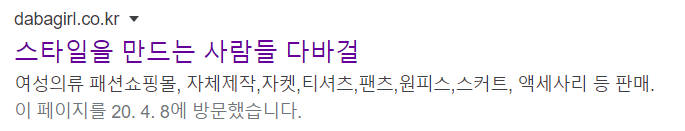 dabagirl.co.kr
스타일을 만드는 사람들 다바걸
여성의류 패션쇼핑몰, 자체제작,자켓,티셔츠,팬츠,원피스,스커트, 액세사리 등 판매.
이 페이지를 20. 4. 8에 방문했습니다.